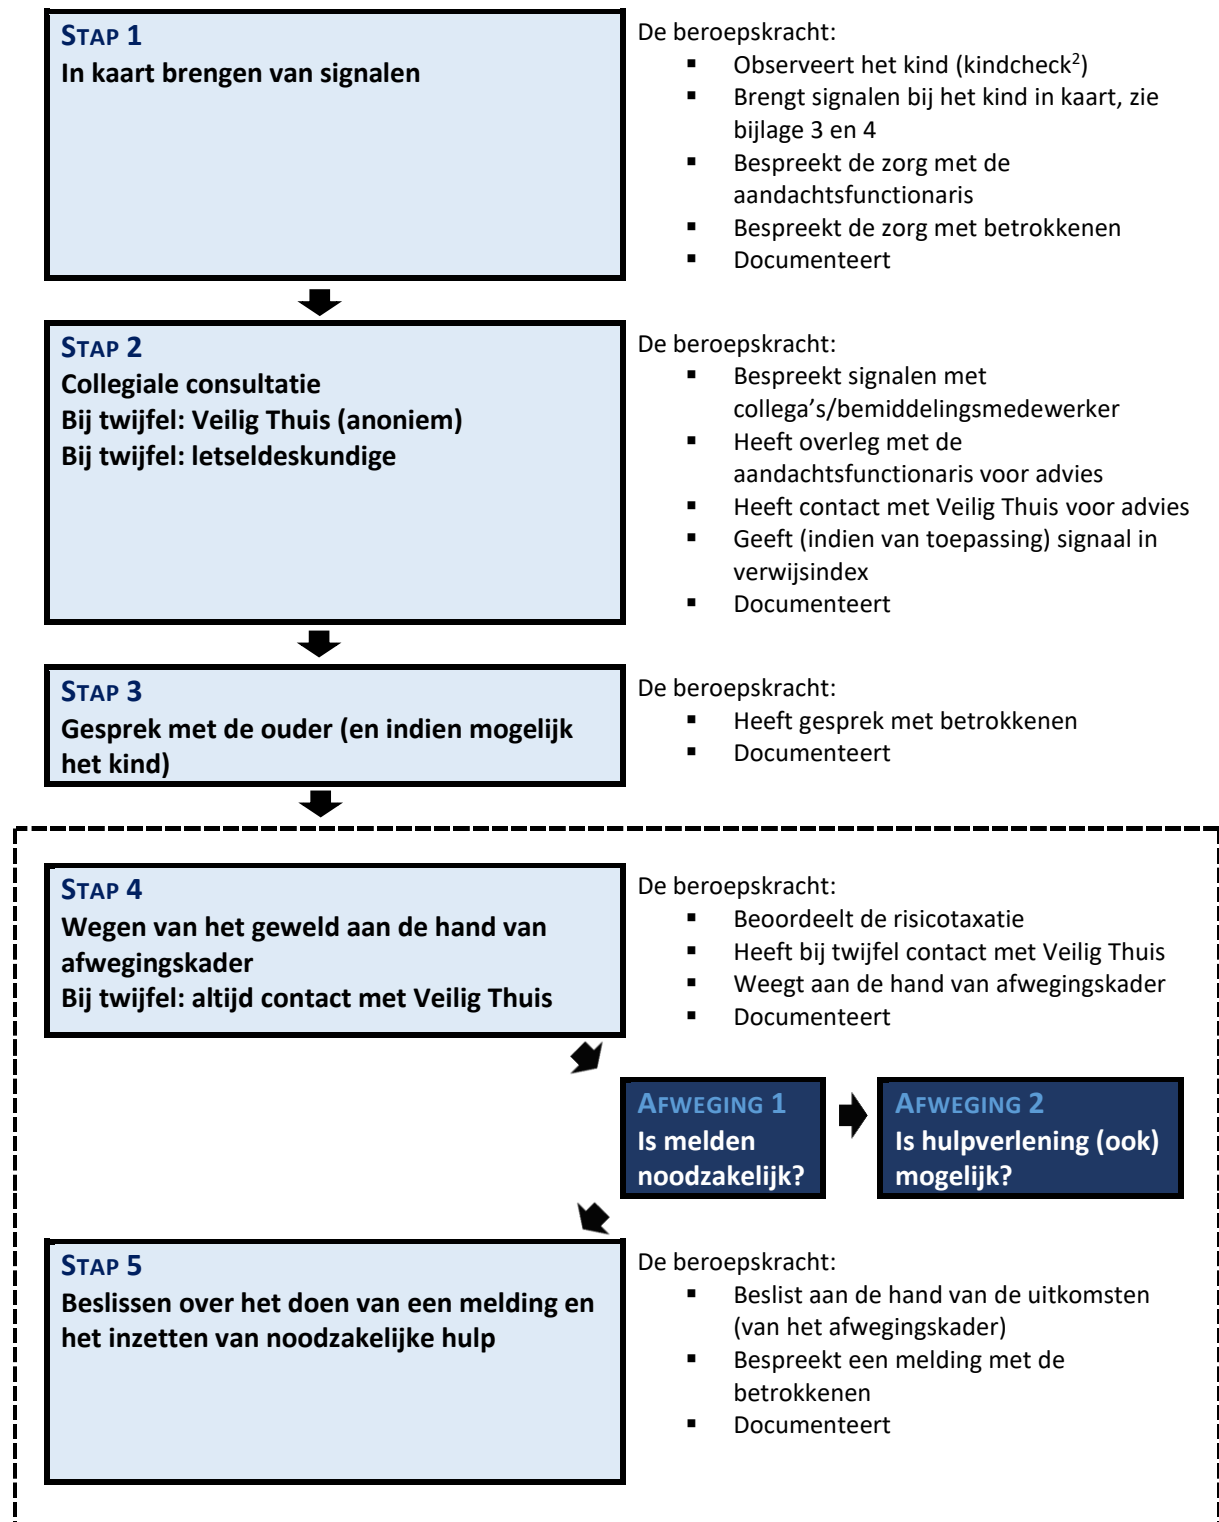 STAP 1
In kaart brengen van signalen
De beroepskracht:
▪ Observeert het kind (kindcheck²)
▪ Brengt signalen bij het kind in kaart, zie
bijlage 3 en 4
▪ Bespreekt de zorg met de
aandachtsfunctionaris
▪ Bespreekt de zorg met betrokkenen
▪ Documenteert
STAP 2
Collegiale consultatie
Bij twijfel: Veilig Thuis (anoniem)
Bij twijfel: letseldeskundige
De beroepskracht:
▪ Bespreekt signalen met
collega’s/bemiddelingsmedewerker
▪ Heeft overleg met de
aandachtsfunctionaris voor advies
▪ Heeft contact met Veilig Thuis voor advies
▪ Geeft (indien van toepassing) signaal in
verwijsindex
▪ Documenteert
STAP 3
Gesprek met de ouder (en indien mogelijk
het kind)
De beroepskracht:
▪ Heeft gesprek met betrokkenen
▪ Documenteert
STAP 4
Wegen van het geweld aan de hand van
afwegingskader
Bij twijfel: altijd contact met Veilig Thuis
De beroepskracht:
▪ Beoordeelt de risicotaxatie
▪ Heeft bij twijfel contact met Veilig Thuis
▪ Weegt aan de hand van afwegingskader
▪ Documenteert
AFWEGING 1
Is melden
noodzakelijk?
AFWEGING 2
Is hulpverlening (ook)
mogelijk?
STAP 5
Beslissen over het doen van een melding en
het inzetten van noodzakelijke hulp
De beroepskracht:
▪ Beslist aan de hand van de uitkomsten
(van het afwegingskader)
▪ Bespreekt een melding met de
betrokkenen
▪ Documenteert